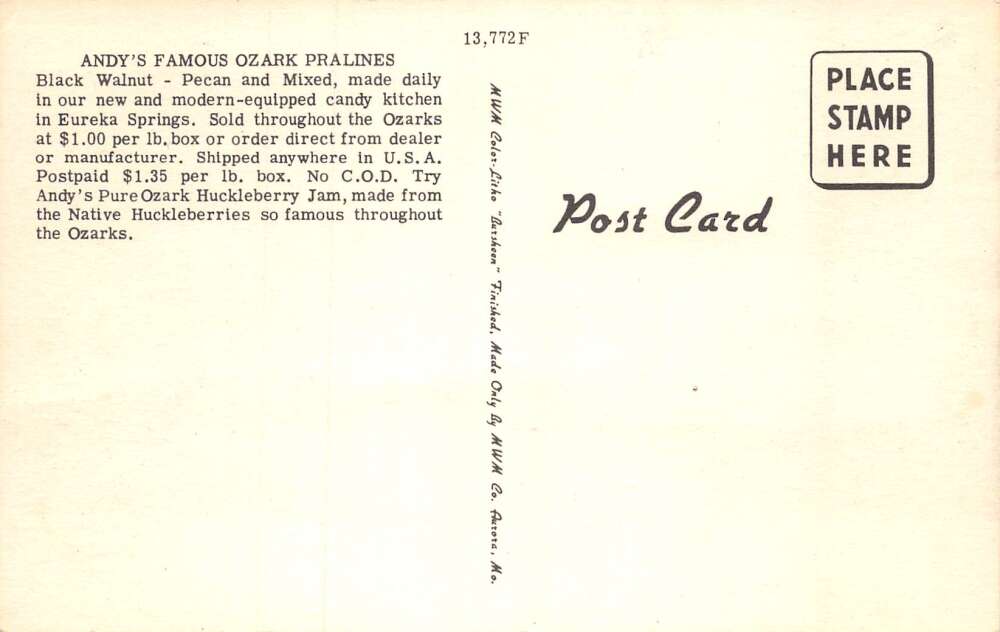 13,772F
ANDY'S FAMOUS OZARK PRALINES
Black Walnut - Pecan and Mixed, made daily
in our new and modern-equipped candy kitchen
in Eureka Springs. Sold throughout the Ozarks
at $1.00 per lb. box or order direct from dealer
or manufacturer. Shipped anywhere in U.S.A.
Postpaid $1.35 per lb. box. No C.O.D. Try
Andy's Pure Ozark Huckleberry Jam, made from
the Native Huckleberries so famous throughout
the Ozarks.
MWM Color-Litho "Aursheen" Finished, Made Only By MWM Co. Aurora, Mo.
PLACE
STAMP
HERE
Post Card